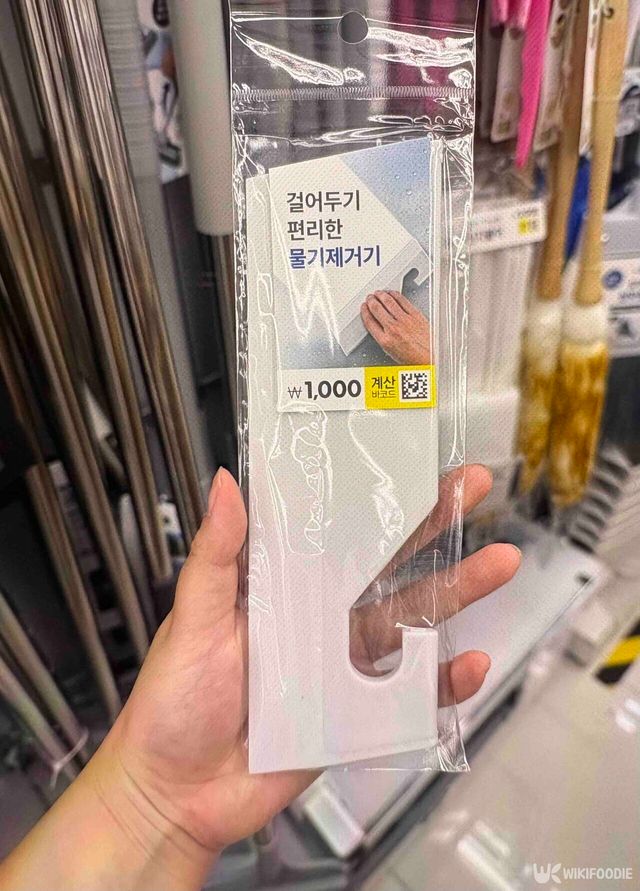 걸어두기
편리한
물기제거기
₩1,000
계산
바코드
WIKIFOODIE